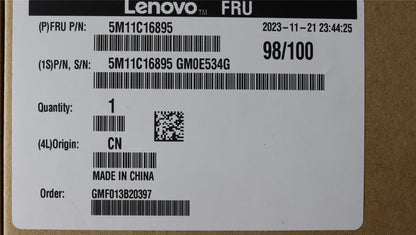 Lenovo™ FRU
(P)FRU P/N: 5M11C16895 2023-11-21 23:44:25
98/100
(1S)P/N, S/N: 5M11C16895 GM0E534G
Quantity: 1
(4L)Origin: CN
MADE IN CHINA
Order: GMF013B20397